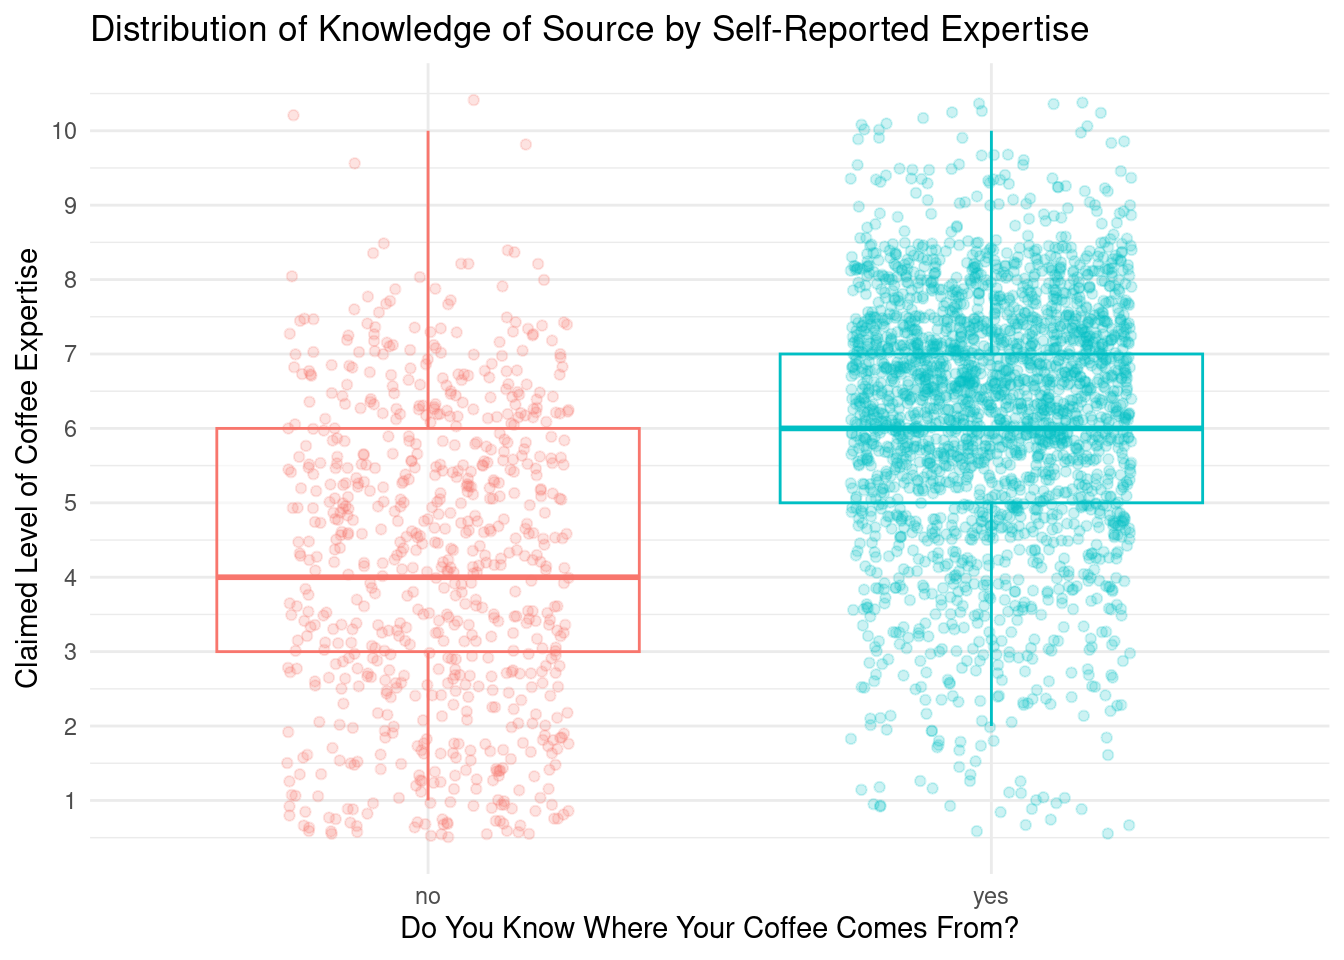 Distribution of Knowledge of Source by Self-Reported Expertise
Claimed Level of Coffee Expertise
10
9
8
7
6
5
4
3
2
1
no yes
Do You Know Where Your Coffee Comes From?